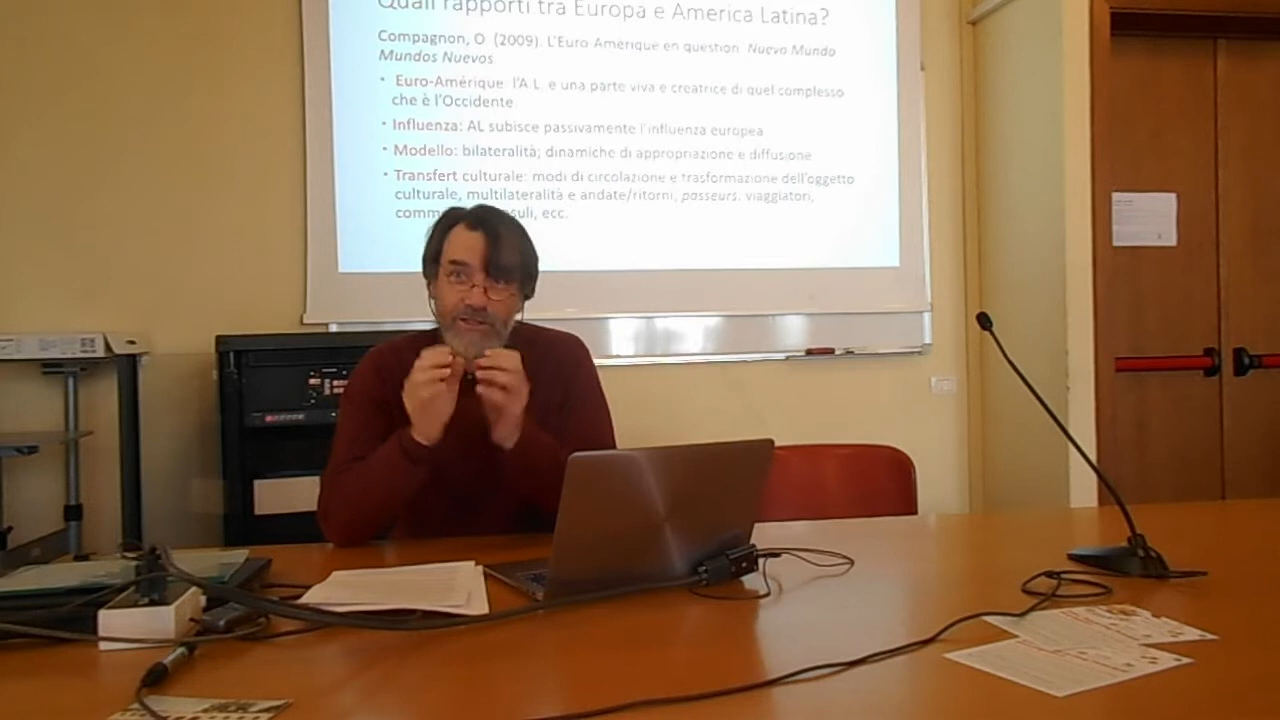 Quali rapporti tra Europa e America Latina?
Compagnon, O (2009). L'Euro-Amérique en question. Nuevo Mundo
Mundos Nuevos
• Euro-Amérique: l'A.L. è una parte viva e creatrice di quel complesso
che è l'Occidente
• Influenza: AL subisce passivamente l'influenza europea
• Modello: bilateralità; dinamiche di appropriazione e diffusione
• Transfert culturale: modi di circolazione e trasformazione dell'oggetto
culturale, multilateralità e andate/ritorni, passeurs: viaggiatori,
ecc.